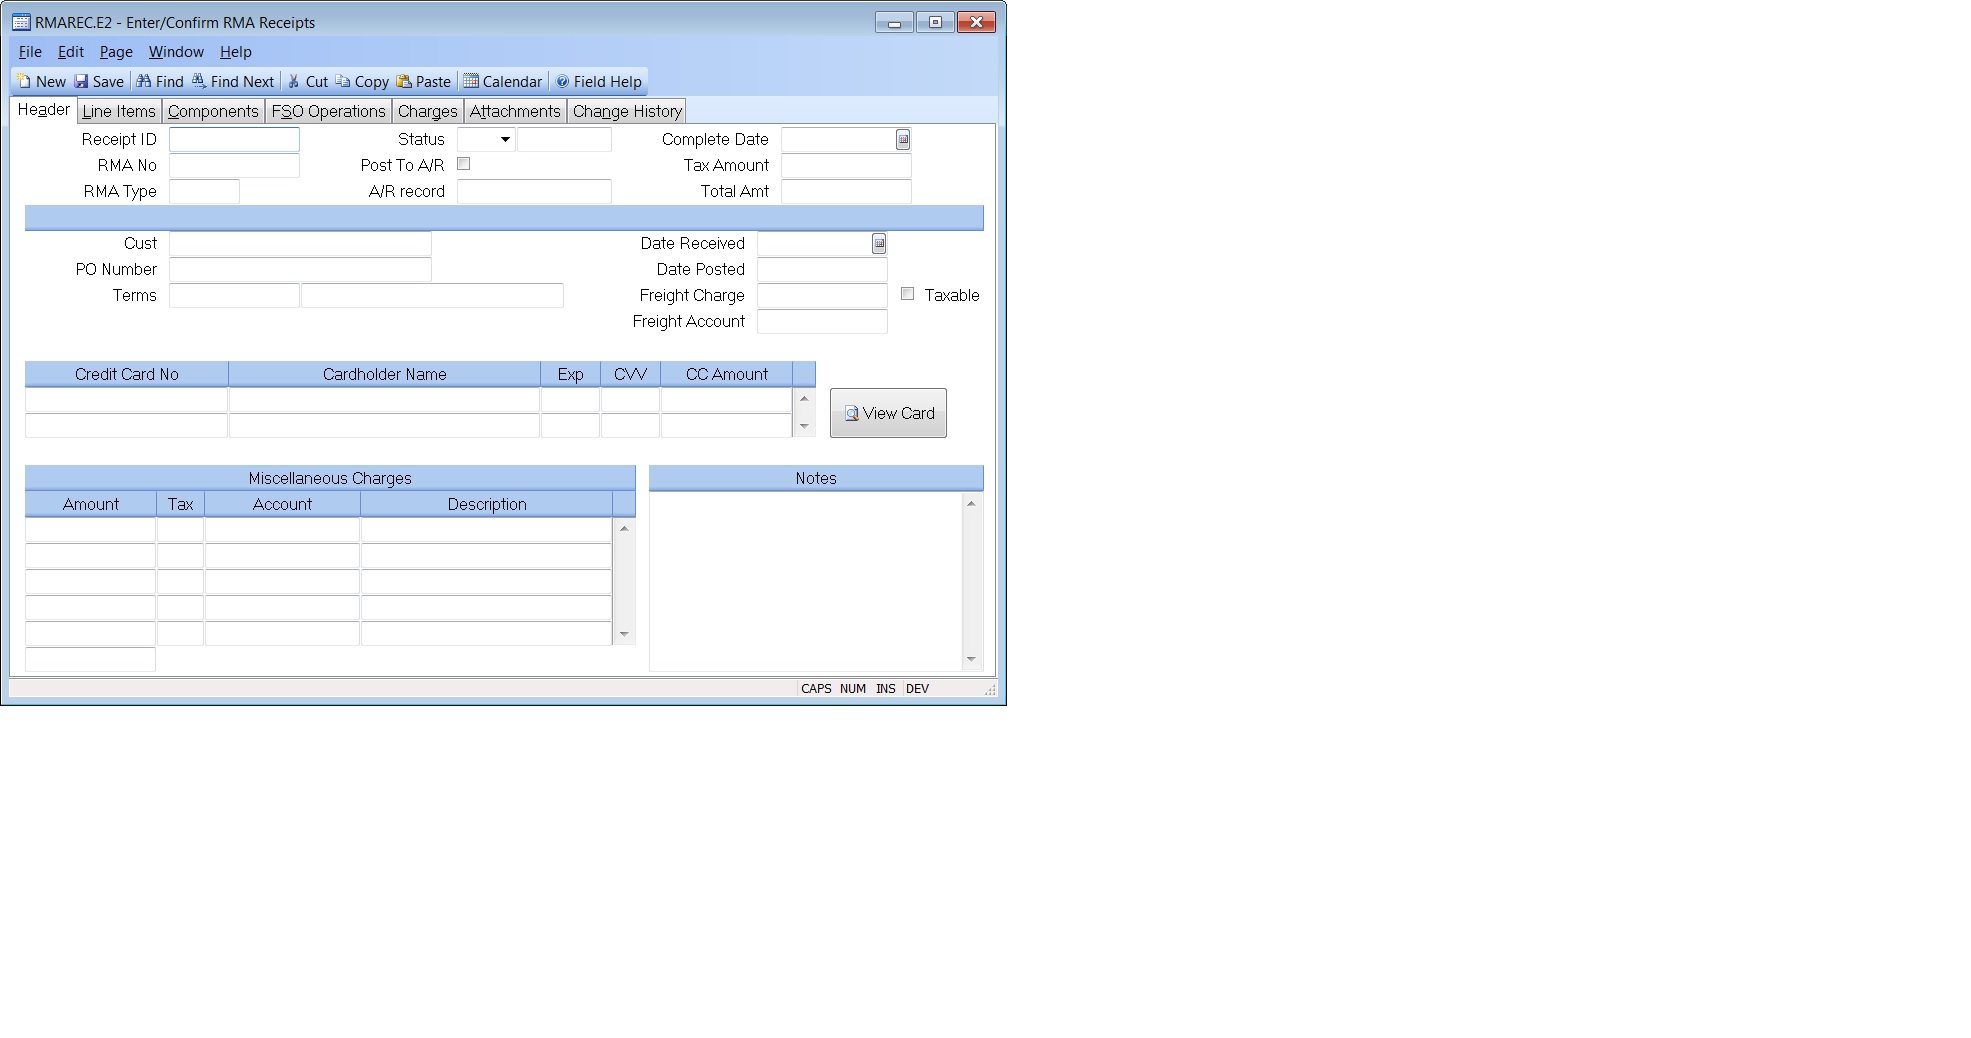 RMAREC.E2 - Enter/Confirm RMA Receipts
File Edit Page Window Help
New Save Find Find Next Cut Copy Paste Calendar Field Help
Header Line Items Components FSO Operations Charges Attachments Change History
Receipt ID Status Complete Date
RMA No Post To A/R Tax Amount
RMA Type A/R record Total Amt
Cust Date Received
PO Number Date Posted
Terms Freight Charge Taxable
Freight Account
Credit Card No Cardholder Name Exp CVV CC Amount
View Card
Miscellaneous Charges Notes
Amount Tax Account Description
CAPS NUM INS DEV